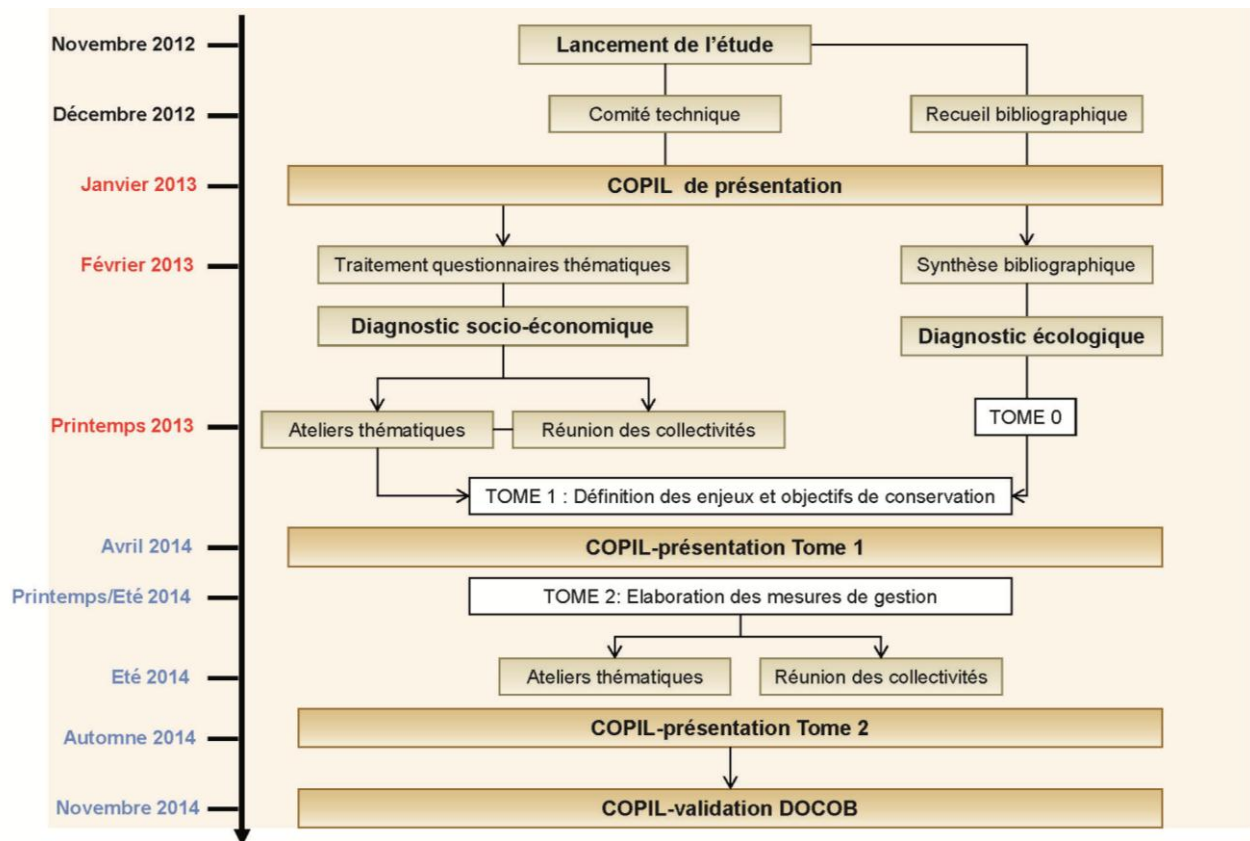 Novembre 2012
Lancement de l'étude
Décembre 2012
Comité technique
Recueil bibliographique
Janvier 2013
COPIL de présentation
Février 2013
Traitement questionnaires thématiques
Synthèse bibliographique
Diagnostic socio-économique
Diagnostic écologique
Printemps 2013
Ateliers thématiques
Réunion des collectivités
TOME 0
TOME 1 : Définition des enjeux et objectifs de conservation
Avril 2014
COPIL-présentation Tome 1
Printemps/Eté 2014
TOME 2: Elaboration des mesures de gestion
Eté 2014
Ateliers thématiques
Réunion des collectivités
Automne 2014
COPIL-présentation Tome 2
Novembre 2014
COPIL-validation DOCOB